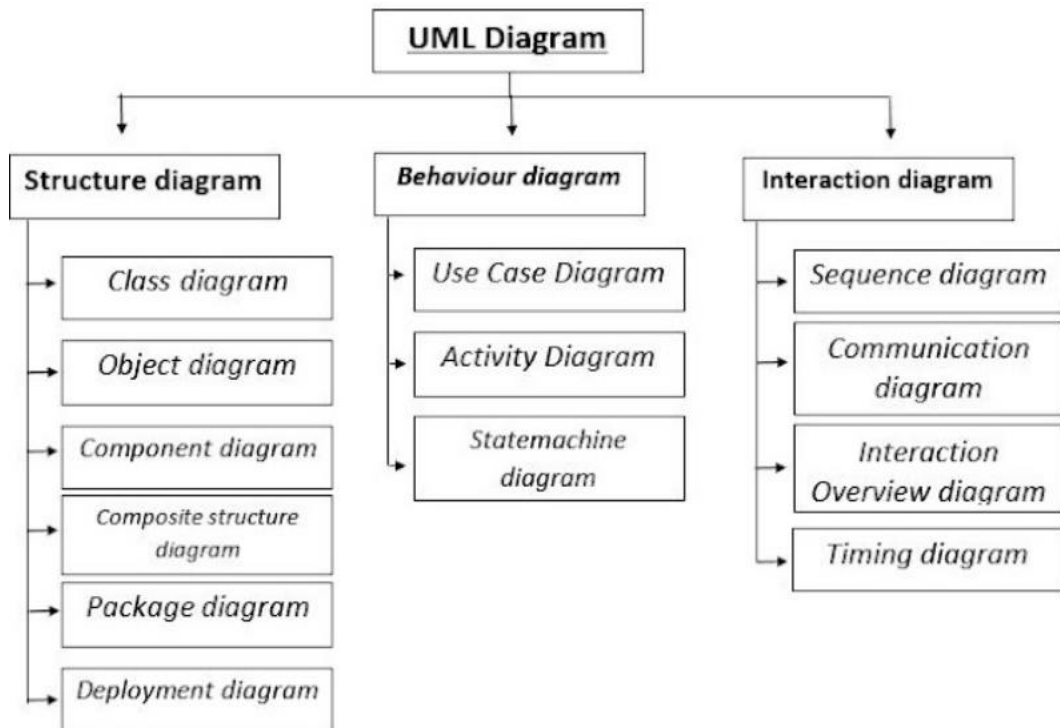 UML Diagram
Structure diagram
Class diagram
Object diagram
Component diagram
Composite structure
diagram
Package diagram
Deployment diagram
Behaviour diagram
Use Case Diagram
Activity Diagram
Statemachine
diagram
Interaction diagram
Sequence diagram
Communication
diagram
Interaction
Overview diagram
Timing diagram